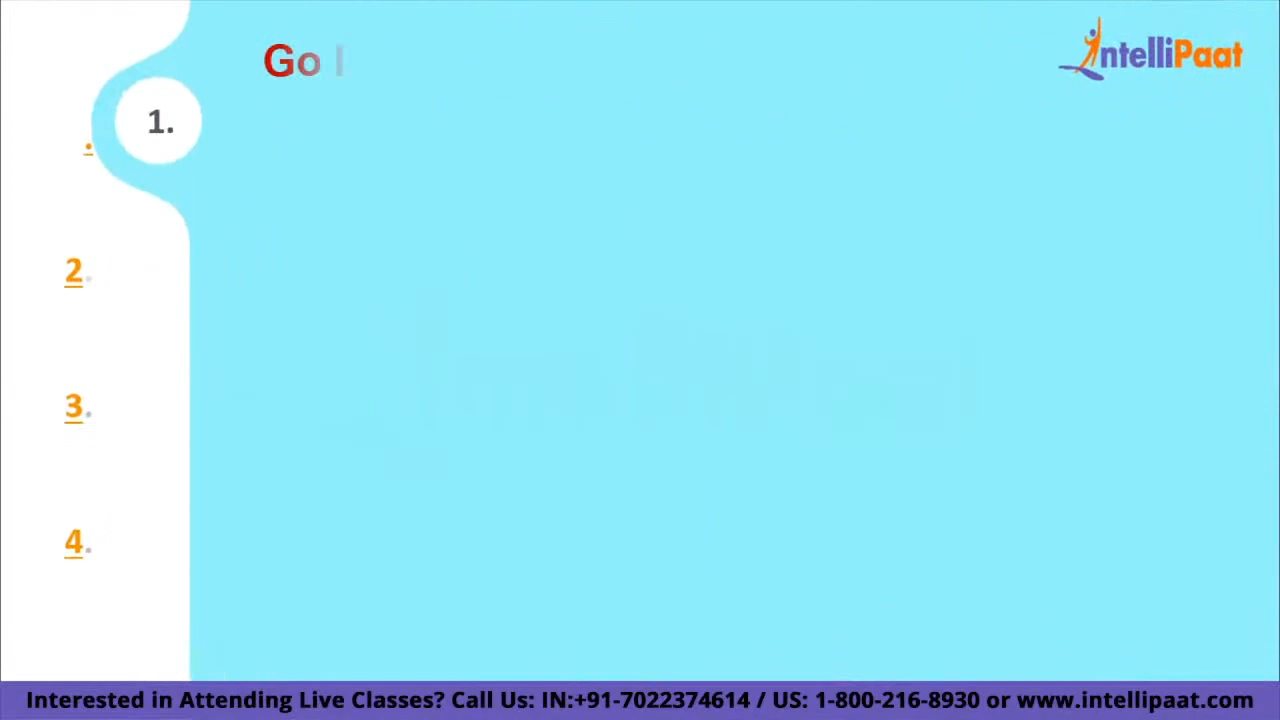 Go I
IntelliPaat
1.
.
2.
3.
4.
Interested in Attending Live Classes? Call Us: IN:+91-7022374614 / US: 1-800-216-8930 or www.intellipaat.com